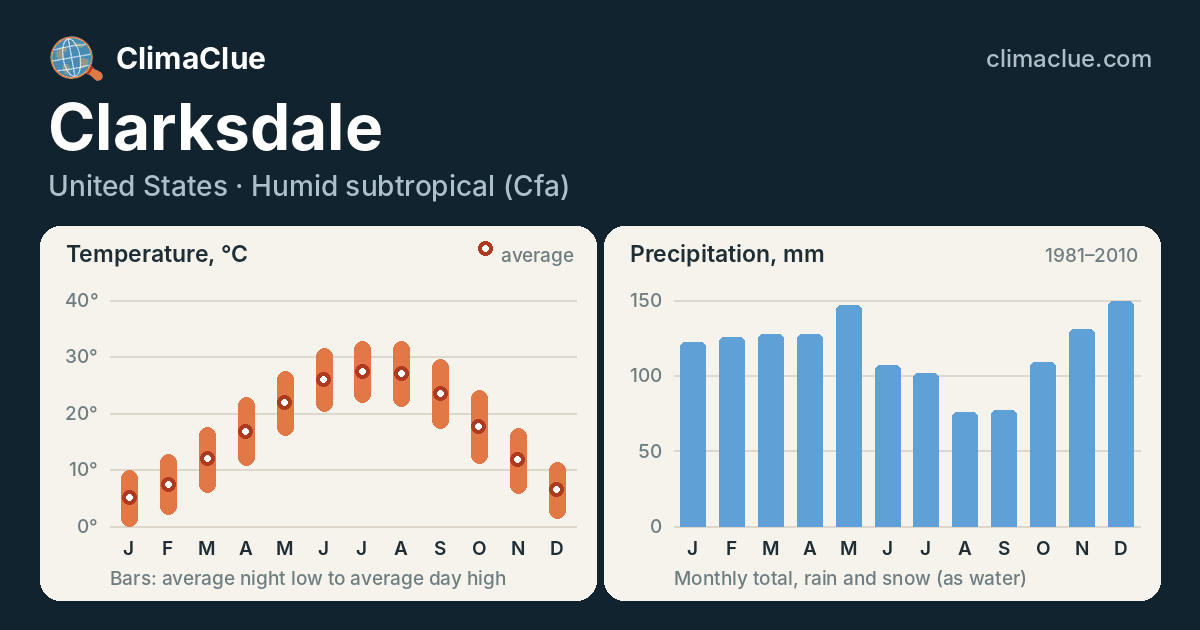 ClimaClue
climaclue.com
Clarksdale
United States · Humid subtropical (Cfa)
Temperature, °C
average
40°
30°
20°
10°
0°
J F M A M J J A S O N D
Bars: average night low to average day high
Precipitation, mm
1981–2010
150
100
50
0
J F M A M J J A S O N D
Monthly total, rain and snow (as water)